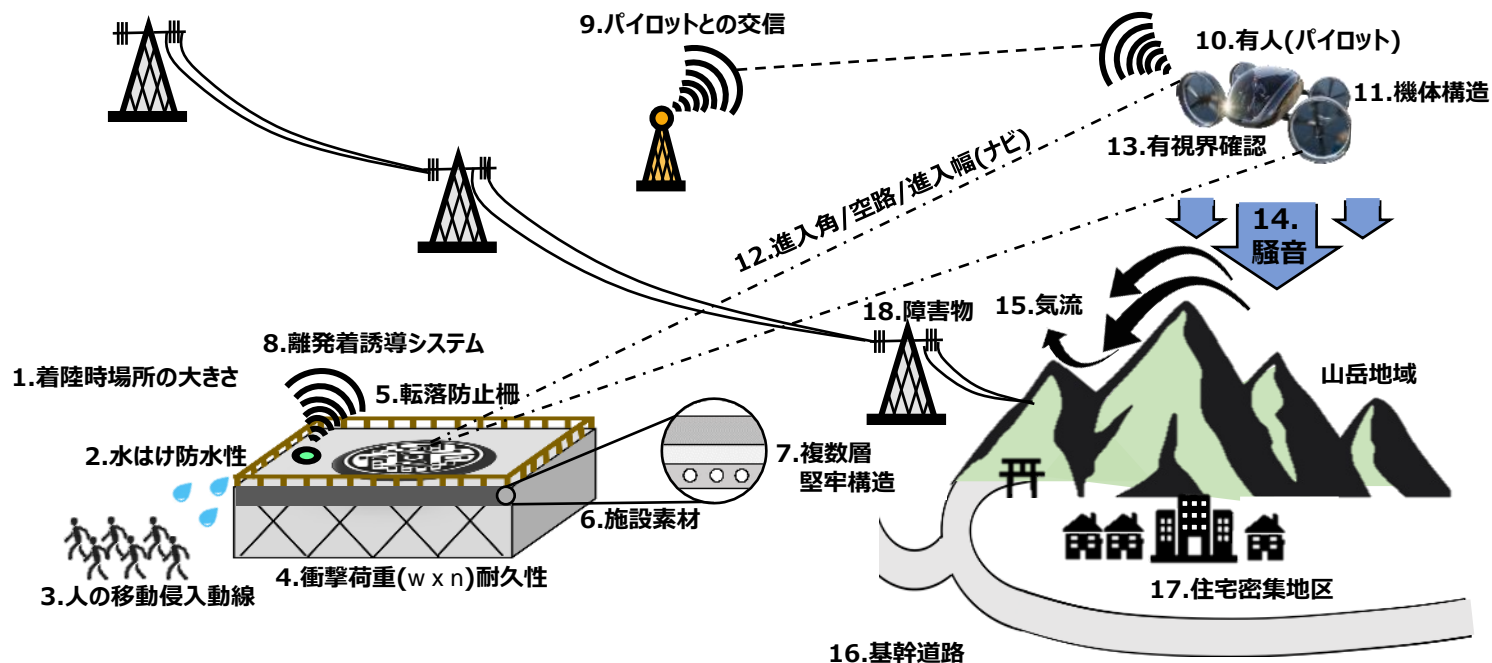 9.パイロットとの交信
10.有人(パイロット)
11.機体構造
13.有視界確認
12.進入角/空路/進入幅(ナビ)
14.
騒音
18.障害物
15.気流
8.離発着誘導システム
1.着陸時場所の大きさ
5.転落防止柵
山岳地域
2.水はけ防水性
7.複数層
堅牢構造
6.施設素材
4.衝撃荷重(w x n)耐久性
3.人の移動侵入動線
17.住宅密集地区
16.基幹道路